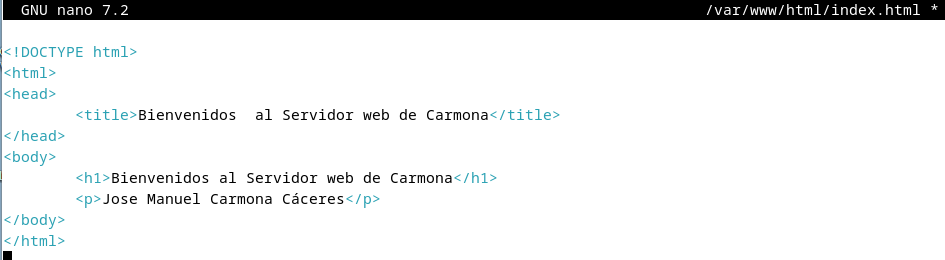 GNU nano 7.2 /var/www/html/index.html *
<!DOCTYPE html>
<html>
<head>
<title>Bienvenidos  al Servidor web de Carmona</title>
</head>
<body>
<h1>Bienvenidos al Servidor web de Carmona</h1>
<p>Jose Manuel Carmona Cáceres</p>
</body>
</html>